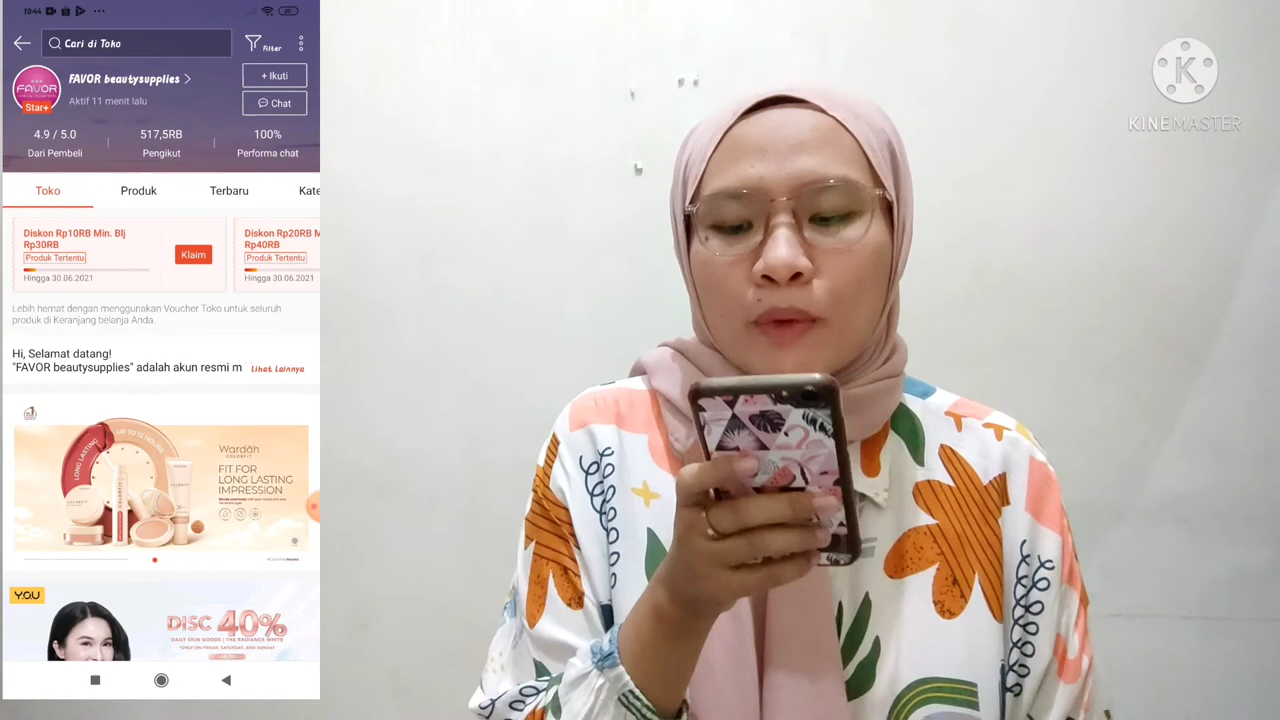 10:44
Cari di Toko
Filter
FAVOR
Star+
FAVOR beautysupplies
Aktif 11 menit lalu
+ Ikuti
Chat
4.9 / 5.0
Dari Pembeli
517,5RB
Pengikut
100%
Performa chat
Toko
Produk
Terbaru
Kate
Diskon Rp10RB Min. Blj
Rp30RB
Produk Tertentu
Hingga 30.06.2021
Klaim
Diskon Rp20RB M
Rp40RB
Produk Tertentu
Hingga 30.06.2021
Lebih hemat dengan menggunakan Voucher Toko untuk seluruh
produk di Keranjang belanja Anda.
Hi, Selamat datang!
"FAVOR beautysupplies" adalah akun resmi m
Lihat Lainnya
LONG LASTING
UP TO 12 HOURS
Wardah
COLORFIT
FIT FOR
LONG LASTING
IMPRESSION
Y.O.U
DISC 40%
DAILY SKIN GOODS | THE RADIANCE WHITE
*ONLY ON FRIDAY, SATURDAY, AND SUNDAY
K
KINEMASTER